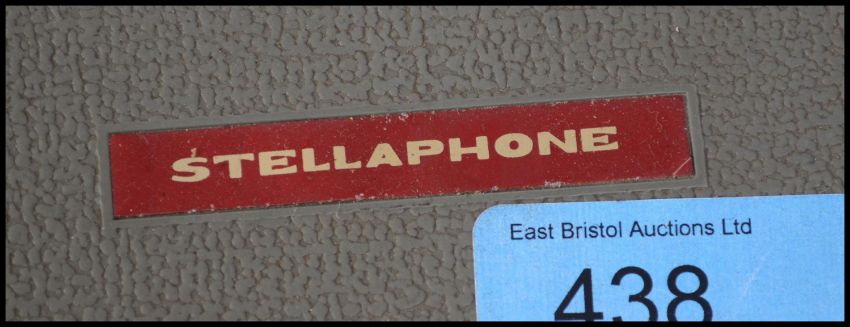 STELLAPHONE
East Bristol Auctions Ltd
438